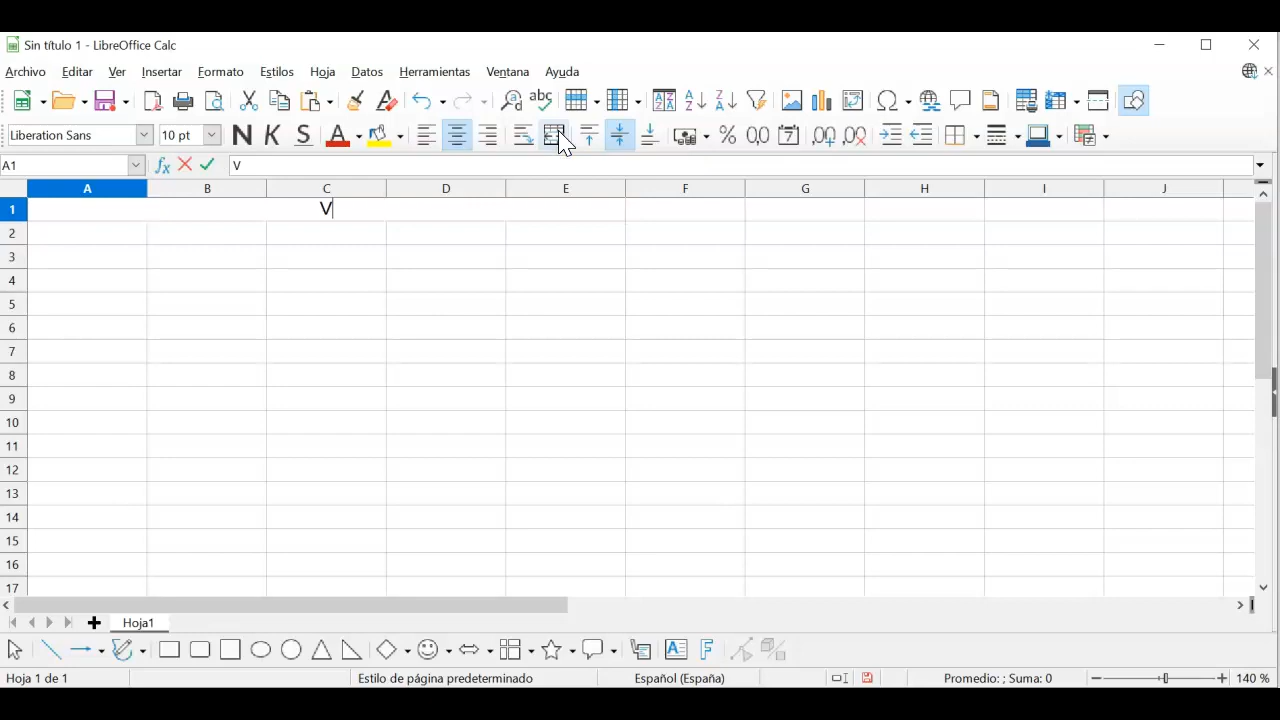 Sin título 1 - LibreOffice Calc
Archivo Editar Ver Insertar Formato Estilos Hoja Datos Herramientas Ventana Ayuda
Liberation Sans 10 pt N K S A
A1 fx V
A B C D E F G H I J
1 V
2
3
4
5
6
7
8
9
10
11
12
13
14
15
16
17
Hoja1
Hoja 1 de 1 Estilo de página predeterminado Español (España) Promedio: ; Suma: 0 140 %